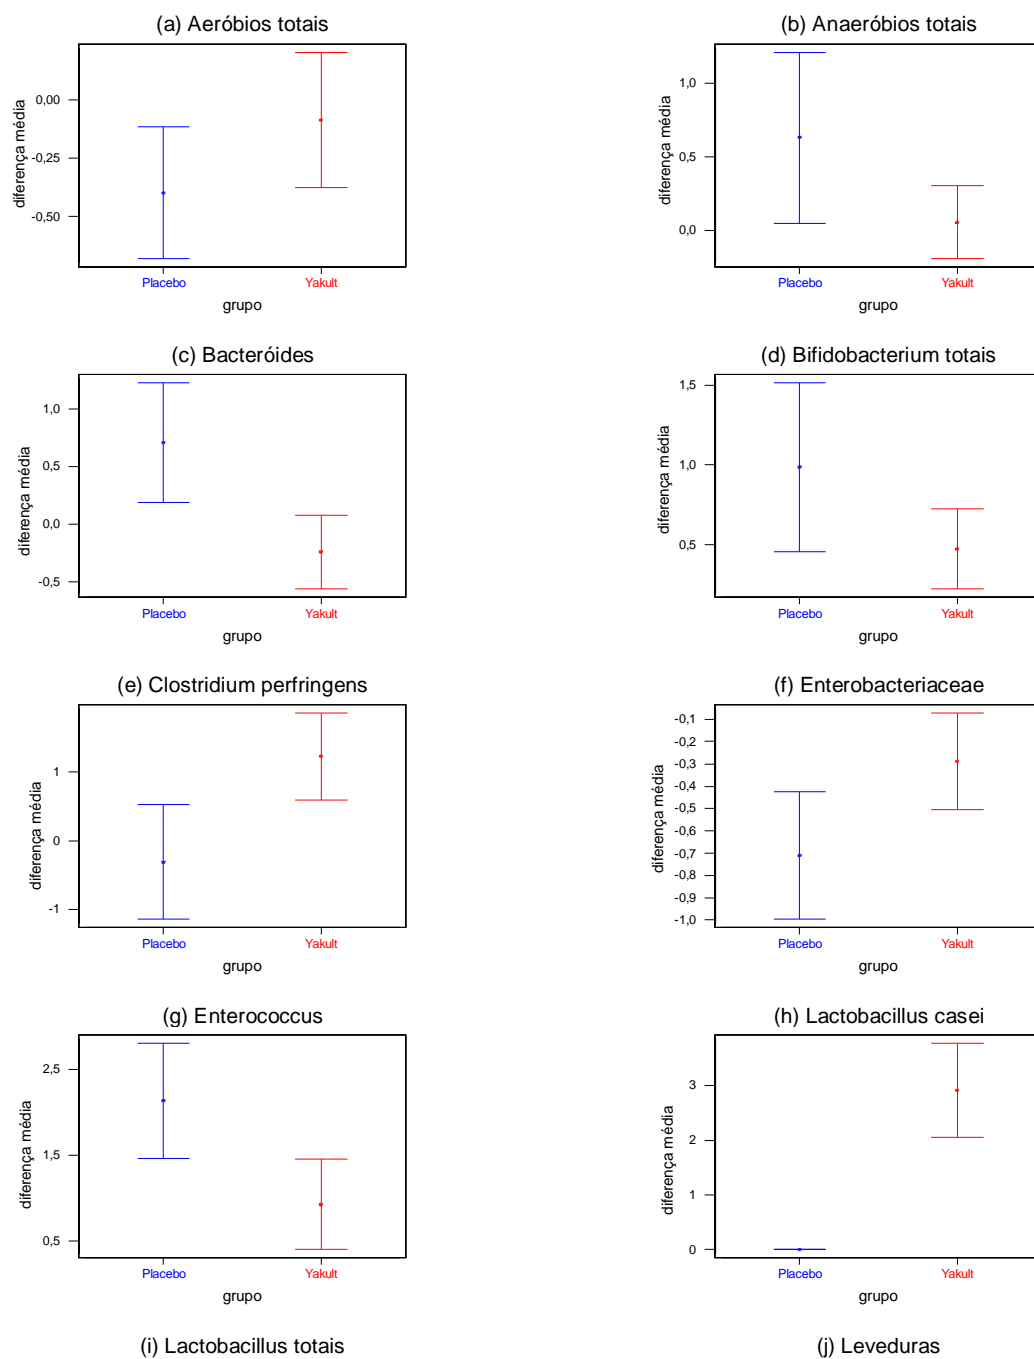 (a) Aeróbios totais
0,00
-0,25
-0,50
diferença média
Placebo
Yakult
grupo
(b) Anaeróbios totais
1,0
0,5
0,0
diferença média
Placebo
Yakult
grupo
(c) Bacteróides
1,0
0,5
0,0
-0,5
diferença média
Placebo
Yakult
grupo
(d) Bifidobacterium totais
1,5
1,0
0,5
diferença média
Placebo
Yakult
grupo
(e) Clostridium perfringens
1
0
-1
diferença média
Placebo
Yakult
grupo
(f) Enterobacteriaceae
-0,1
-0,2
-0,3
-0,4
-0,5
-0,6
-0,7
-0,8
-0,9
-1,0
diferença média
Placebo
Yakult
grupo
(g) Enterococcus
2,5
1,5
0,5
diferença média
Placebo
Yakult
grupo
(h) Lactobacillus casei
3
2
1
0
diferença média
Placebo
Yakult
grupo
(i) Lactobacillus totais
(j) Leveduras